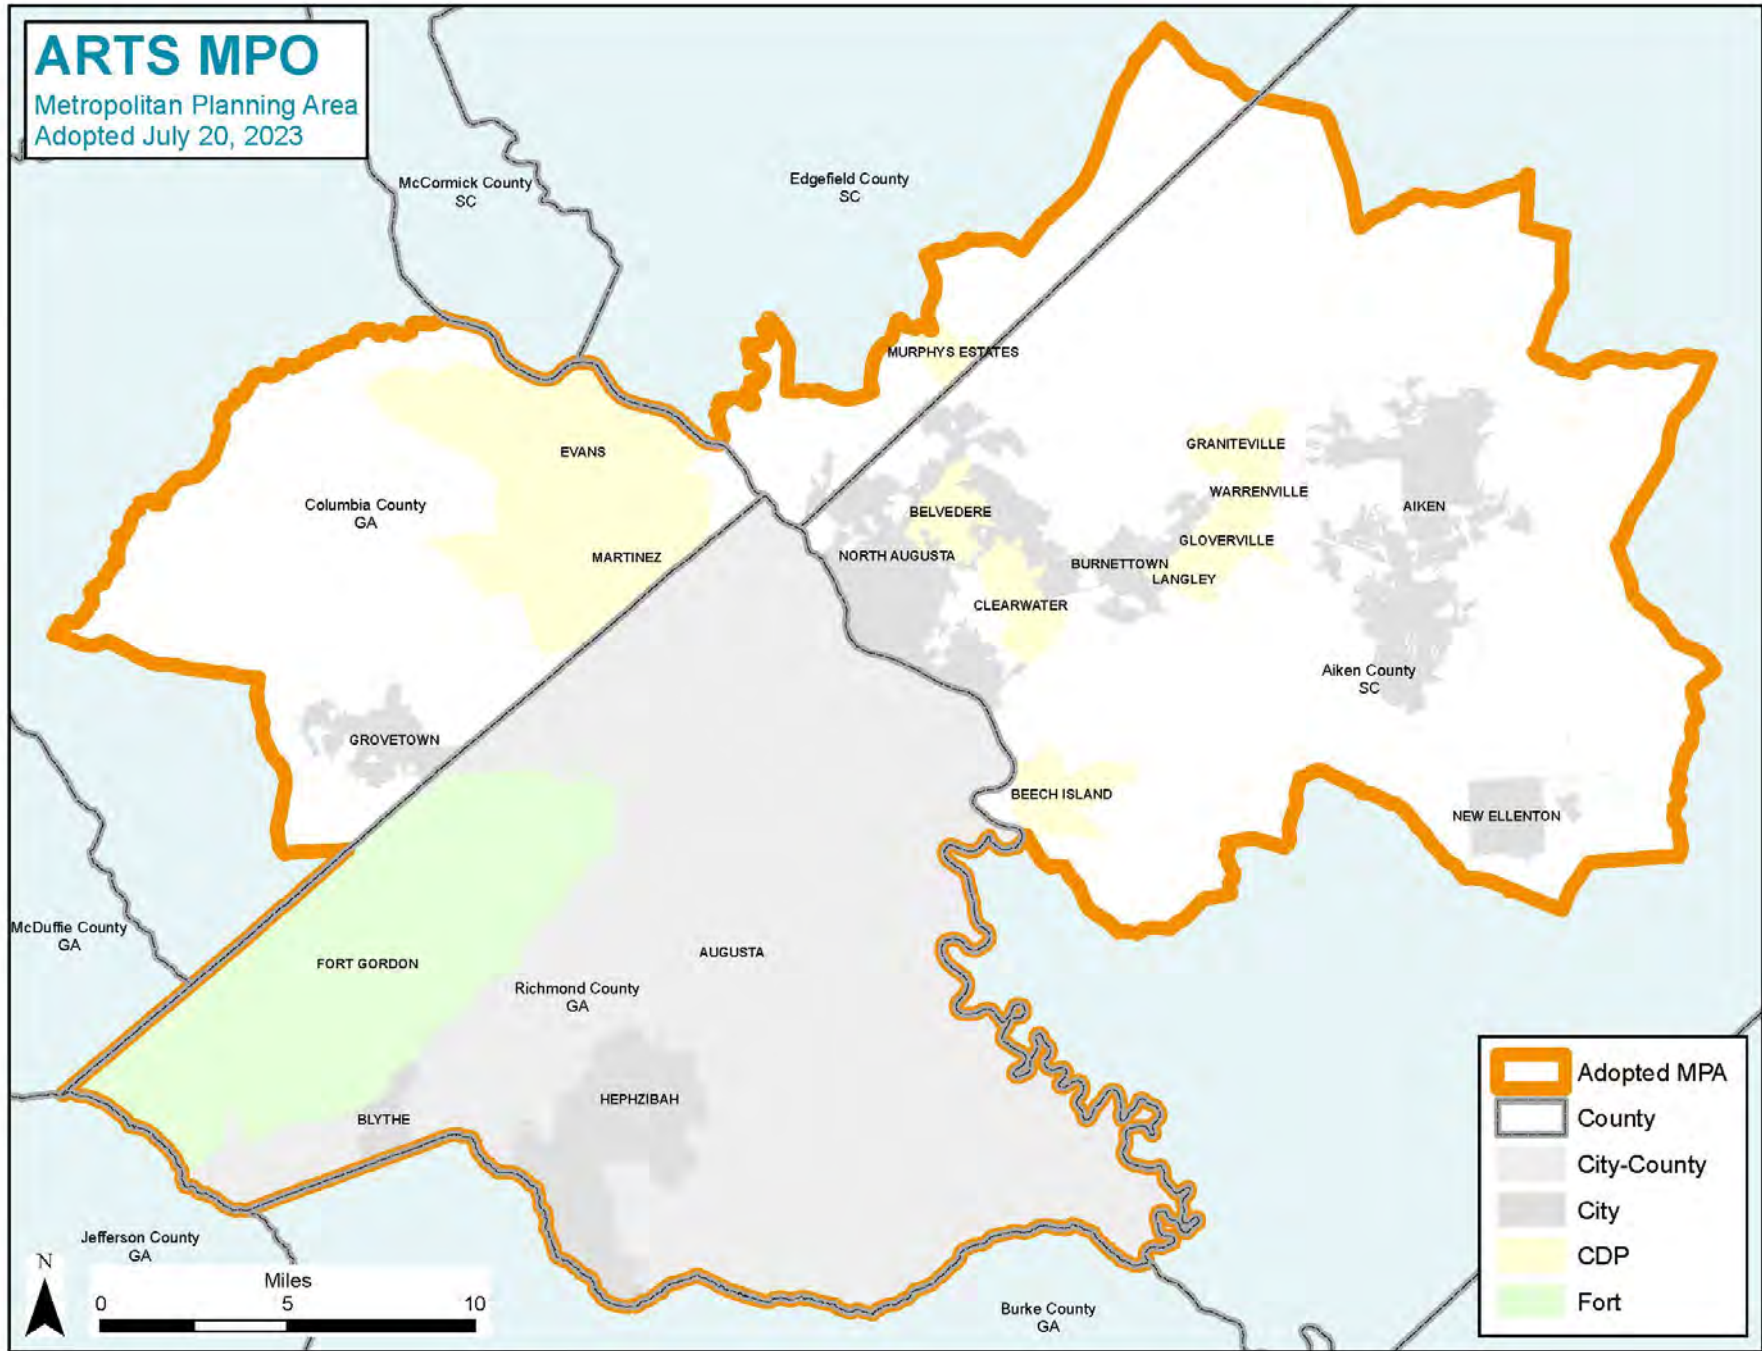 ARTS MPO
Metropolitan Planning Area
Adopted July 20, 2023
McCormick County
SC
Edgefield County
SC
MURPHYS ESTATES
EVANS
GRANITEVILLE
Columbia County
GA
WARRENVILLE
AIKEN
BELVEDERE
MARTINEZ
NORTH AUGUSTA
GLOVERVILLE
BURNETTOWN
LANGLEY
CLEARWATER
Aiken County
SC
GROVETOWN
BEECH ISLAND
NEW ELLENTON
McDuffie County
GA
FORT GORDON
AUGUSTA
Richmond County
GA
HEPHZIBAH
BLYTHE
Jefferson County
GA
Burke County
GA
N
Miles
0 5 10
Adopted MPA
County
City-County
City
CDP
Fort